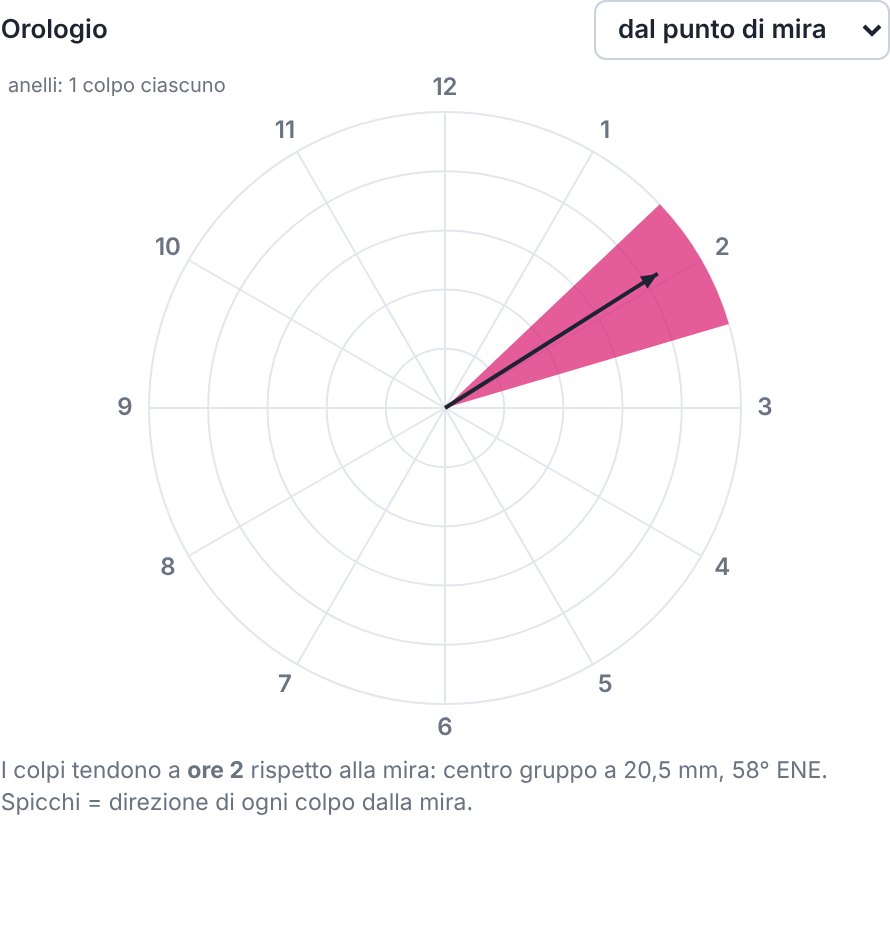 Orologio
dal punto di mira
anelli: 1 colpo ciascuno
12
11
1
10
2
9
3
8
4
7
5
6
I colpi tendono a ore 2 rispetto alla mira: centro gruppo a 20,5 mm, 58° ENE.
Spicchi = direzione di ogni colpo dalla mira.